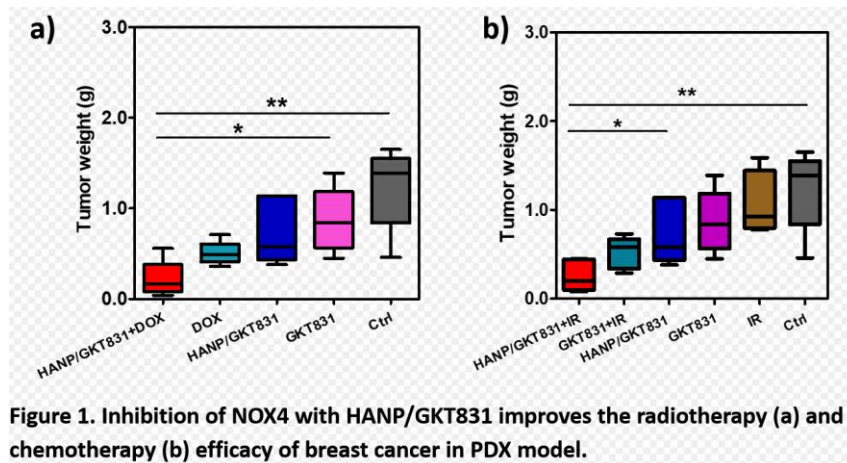 a)
Tumor weight (g)
3.0
2.0
1.0
0.0
**
*
HANP/GKT831+DOX
DOX
HANP/GKT831
GKT831
Ctrl
b)
Tumor weight (g)
3.0
2.0
1.0
0.0
**
*
HANP/GKT831+IR
GKT831+IR
HANP/GKT831
GKT831
IR
Ctrl
Figure 1. Inhibition of NOX4 with HANP/GKT831 improves the radiotherapy (a) and
chemotherapy (b) efficacy of breast cancer in PDX model.